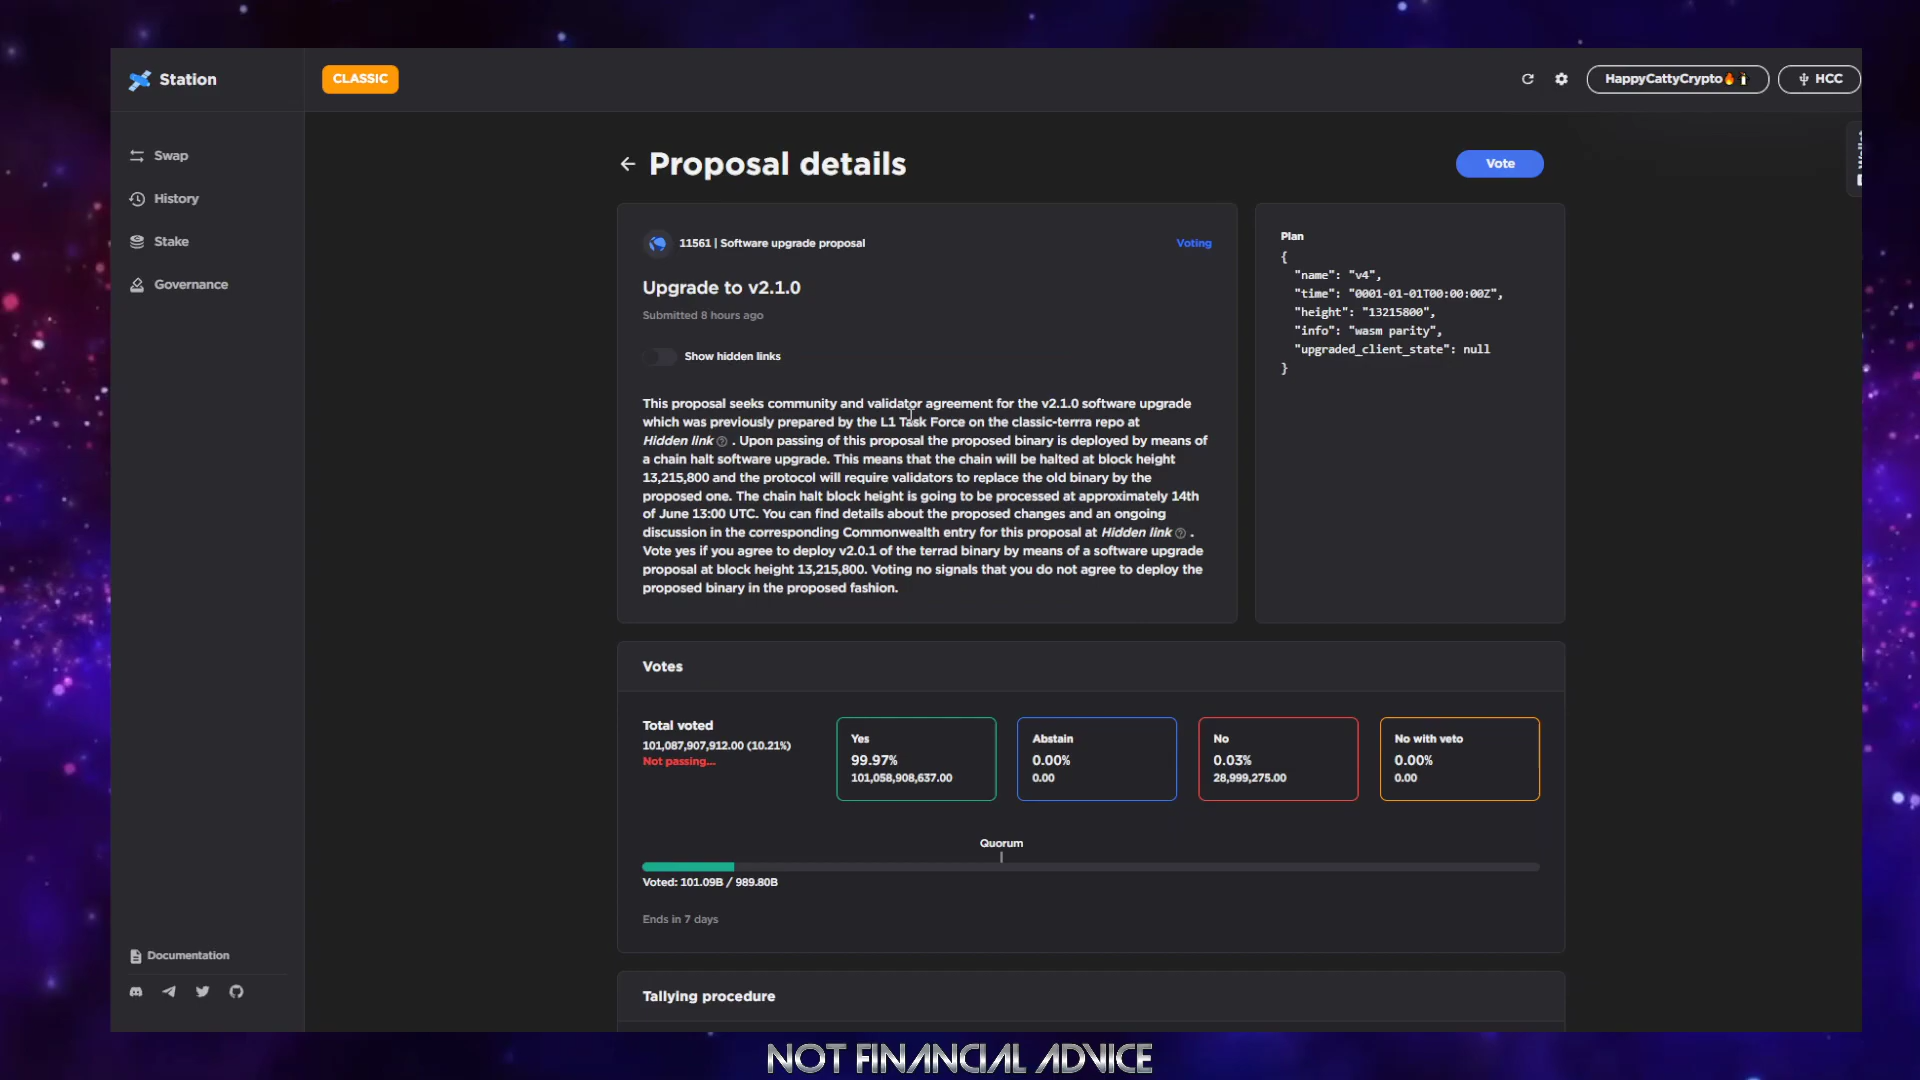 Station
CLASSIC
HappyCattyCrypto
HCC
Swap
History
Stake
Governance
Proposal details
Vote
11561 | Software upgrade proposal
Voting
Upgrade to v2.1.0
Submitted 8 hours ago
Show hidden links
This proposal seeks community and validator agreement for the v2.1.0 software upgrade
which was previously prepared by the L1 Task Force on the classic-terrra repo at
Hidden link . Upon passing of this proposal the proposed binary is deployed by means of
a chain halt software upgrade. This means that the chain will be halted at block height
13,215,800 and the protocol will require validators to replace the old binary by the
proposed one. The chain halt block height is going to be processed at approximately 14th
of June 13:00 UTC. You can find details about the proposed changes and an ongoing
discussion in the corresponding Commonwealth entry for this proposal at Hidden link .
Vote yes if you agree to deploy v2.0.1 of the terrad binary by means of a software upgrade
proposal at block height 13,215,800. Voting no signals that you do not agree to deploy the
proposed binary in the proposed fashion.
Plan
{
"name": "v4",
"time": "0001-01-01T00:00:00Z",
"height": "13215800",
"info": "wasm parity",
"upgraded_client_state": null
}
Votes
Total voted
101,087,907,912.00 (10.21%)
Not passing...
Yes
99.97%
101,058,908,637.00
Abstain
0.00%
0.00
No
0.03%
28,999,275.00
No with veto
0.00%
0.00
Quorum
Voted: 101.09B / 989.80B
Ends in 7 days
Tallying procedure
Documentation
NOT FINANCIAL ADVICE